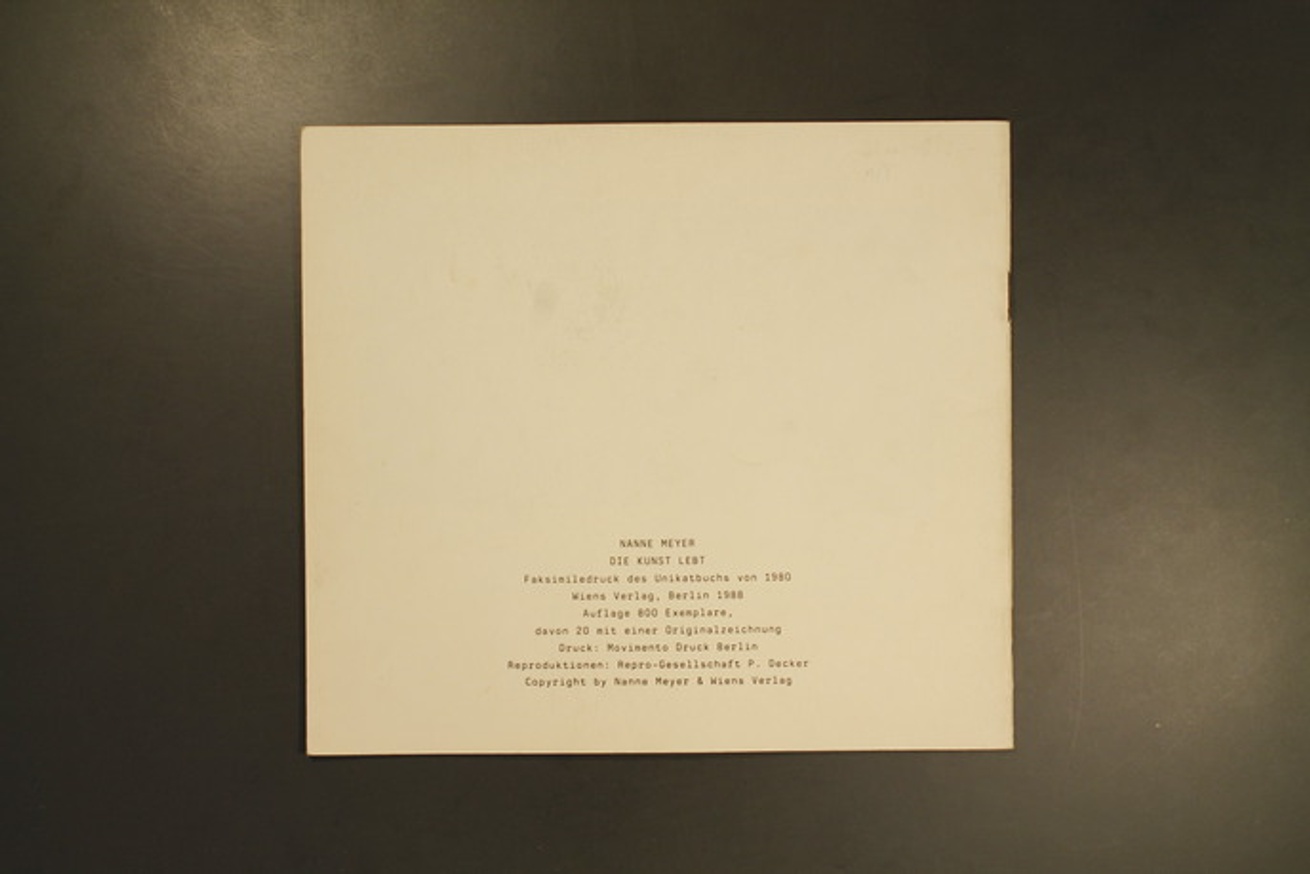 NANNE MEYER
DIE KUNST LEBT
Faksimiledruck des Unikatbuchs von 1980
Wiens Verlag, Berlin 1988
Auflage 800 Exemplare,
davon 20 mit einer Originalzeichnung
Druck: Movimento Druck Berlin
Reproduktionen: Repro-Gesellschaft P. Decker
Copyright by Nanne Meyer & Wiens Verlag